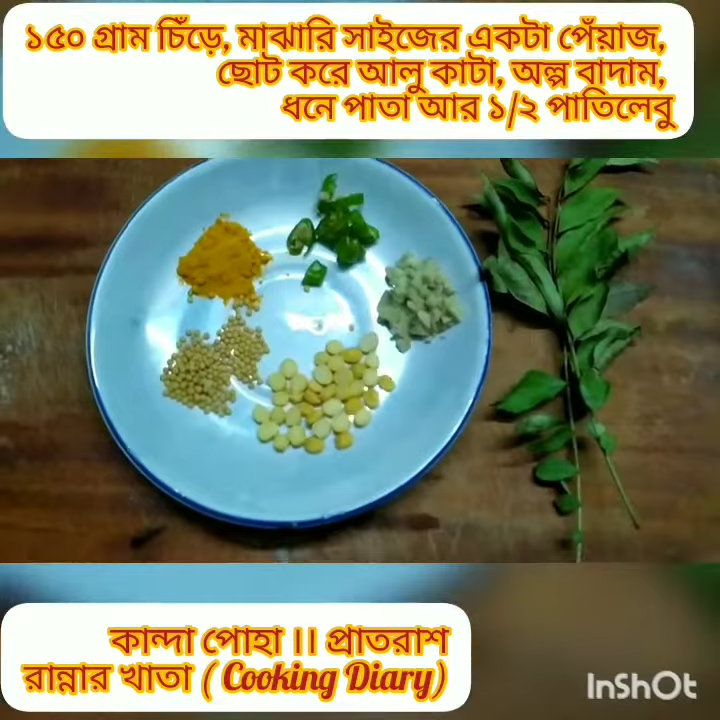 ১৫০ গ্রাম চিঁড়ে, মাঝারি সাইজের একটা পেঁয়াজ,
ছোট করে আলু কাটা, অল্প বাদাম,
ধনে পাতা আর ১/২ পাতিলেবু
কান্দা পোহা ।। প্রাতরাশ
রান্নার খাতা ( Cooking Diary)
InShOt